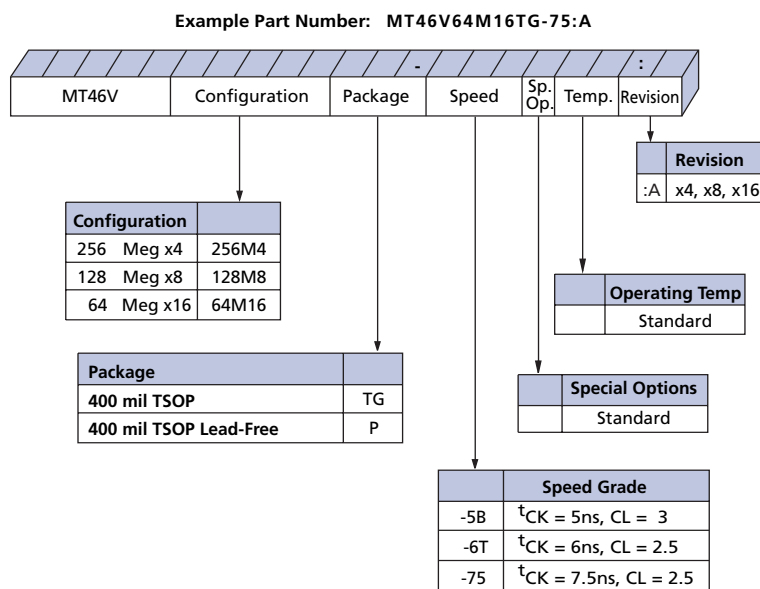 Example Part Number: MT46V64M16TG-75:A
- :
MT46V Configuration Package Speed Sp. Op. Temp. Revision
Revision
:A x4, x8, x16
Configuration
256 Meg x4 256M4
128 Meg x8 128M8
64 Meg x16 64M16
Operating Temp
Standard
Package
400 mil TSOP TG
400 mil TSOP Lead-Free P
Special Options
Standard
Speed Grade
-5B tCK = 5ns, CL = 3
-6T tCK = 6ns, CL = 2.5
-75 tCK = 7.5ns, CL = 2.5